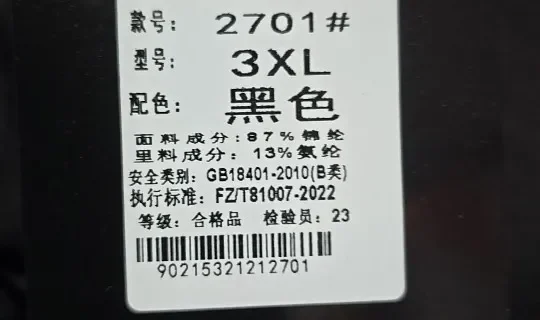 款号: 2701#
型号: 3XL
配色: 黑色
面料成分:87%锦纶
里料成分: 13%氨纶
安全类别: GB18401-2010(B类)
执行标准: FZ/T81007-2022
等级: 合格品 检验员: 23
90215321212701